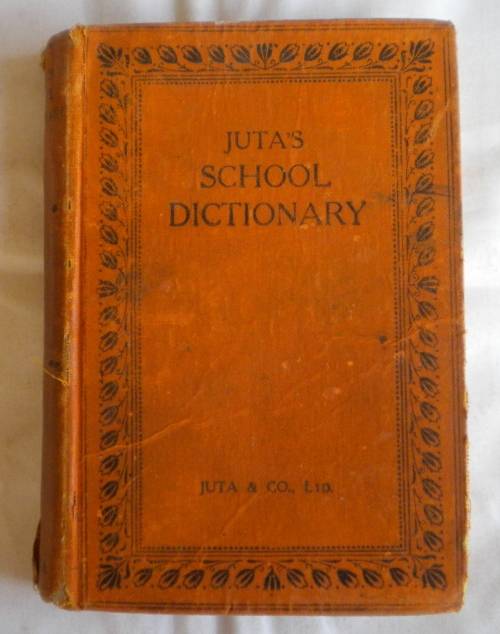 JUTA'S
SCHOOL
DICTIONARY
JUTA & CO., LTD.